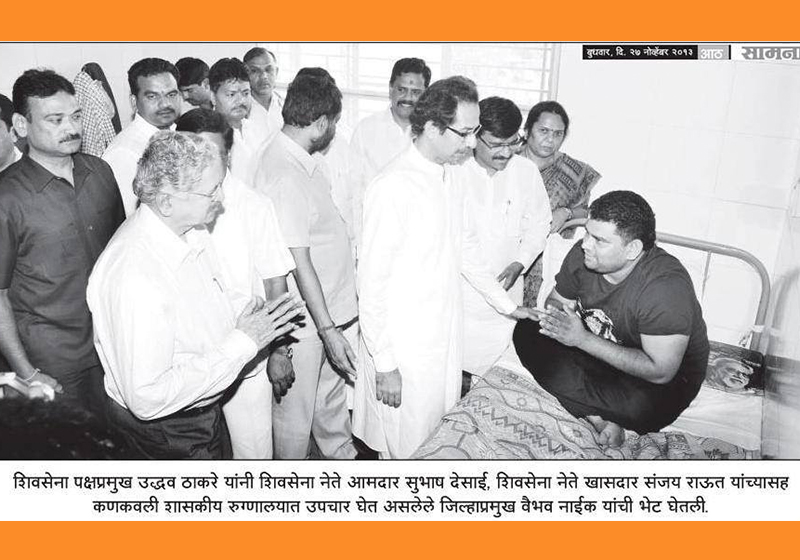 बुधवार, दि. २७ नोव्हेंबर २०१३ आठ सामना
शिवसेना पक्षप्रमुख उद्धव ठाकरे यांनी शिवसेना नेते आमदार सुभाष देसाई, शिवसेना नेते खासदार संजय राऊत यांच्यासह
कणकवली शासकीय रुग्णालयात उपचार घेत असलेले जिल्हाप्रमुख वैभव नाईक यांची भेट घेतली.